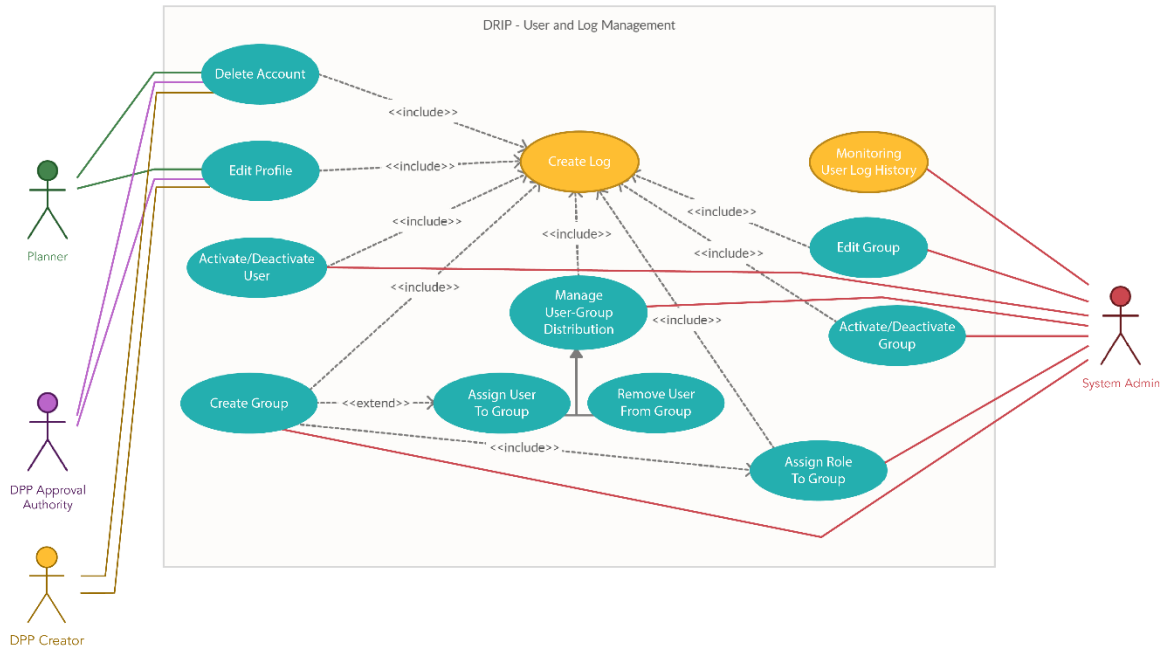 DRIP - User and Log Management
Delete Account
<<include>>
Create Log
Monitoring
User Log History
Edit Profile
<<include>>
Planner
<<include>>
<<include>>
<<include>>
Edit Group
Activate/Deactivate
User
<<include>>
<<include>>
Manage
User-Group
Distribution
<<include>>
Activate/Deactivate
Group
System Admin
Create Group
<<extend>>
Assign User
To Group
Remove User
From Group
<<include>>
Assign Role
To Group
DPP Approval
Authority
DPP Creator